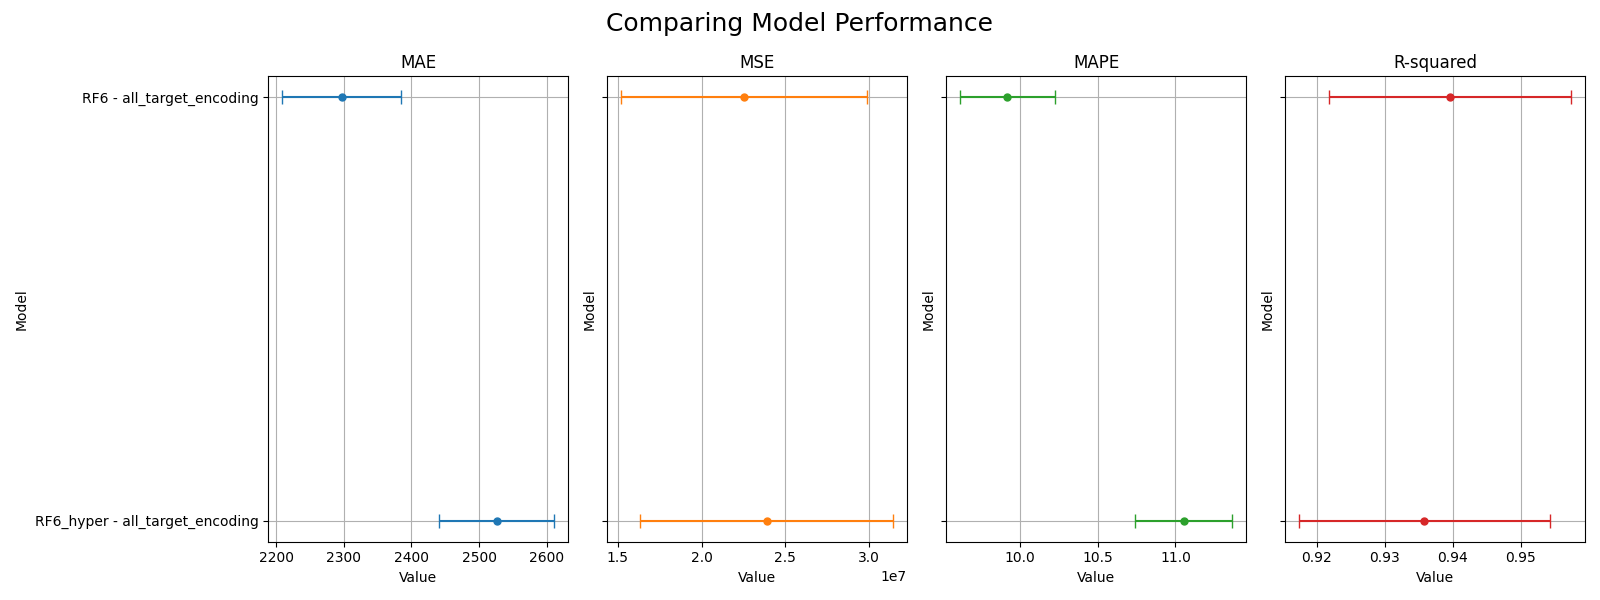 Comparing Model Performance
MAE
MSE
MAPE
R-squared
RF6 - all_target_encoding
RF6_hyper - all_target_encoding
Model
Model
Model
Model
2200 2300 2400 2500 2600
1.5 2.0 2.5 3.0
10.0 10.5 11.0
0.92 0.93 0.94 0.95
Value
1e7
Value
Value
Value